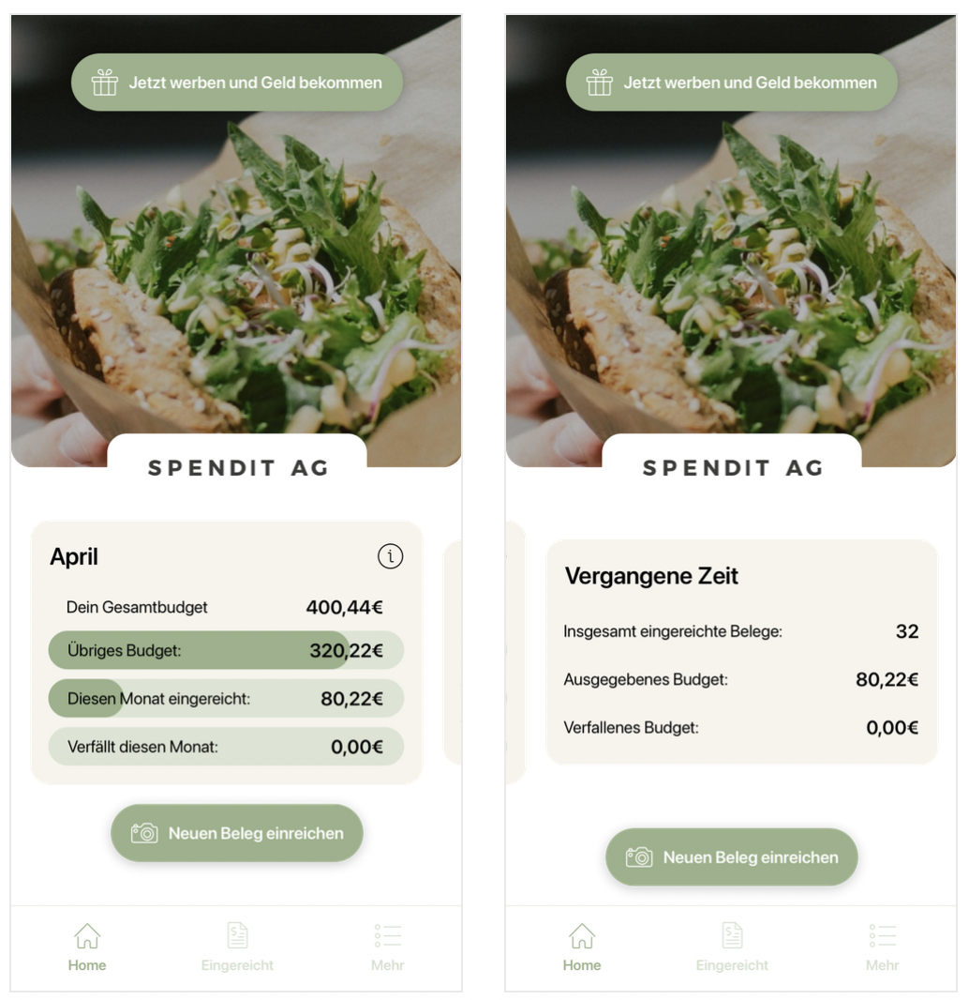 Jetzt werben und Geld bekommen
SPENDIT AG
April
Dein Gesamtbudget 400,44€
Übriges Budget: 320,22€
Diesen Monat eingereicht: 80,22€
Verfällt diesen Monat: 0,00€
Neuen Beleg einreichen
Home Eingereicht Mehr
Jetzt werben und Geld bekommen
SPENDIT AG
Vergangene Zeit
Insgesamt eingereichte Belege: 32
Ausgegebenes Budget: 80,22€
Verfallenes Budget: 0,00€
Neuen Beleg einreichen
Home Eingereicht Mehr